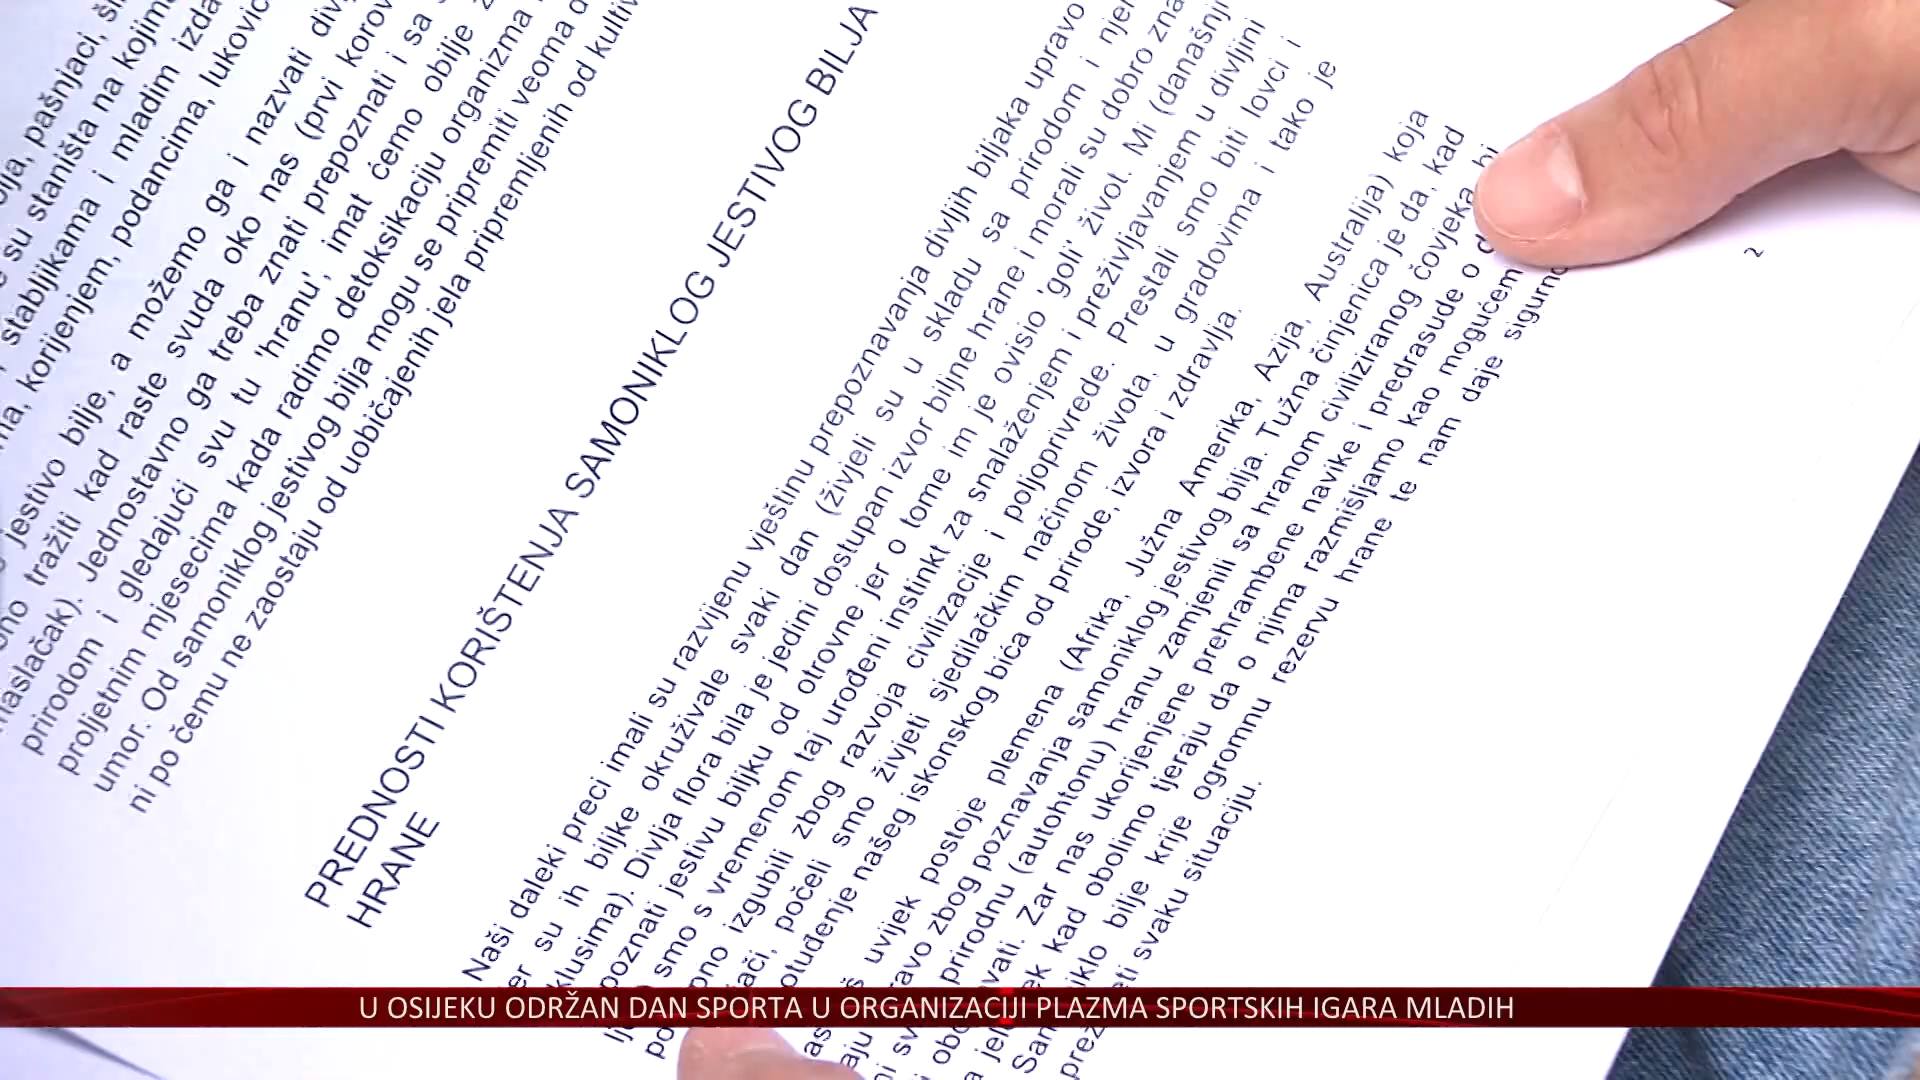 bilja, pašnjaci,
su staništa na kojima
stabljikama i mladim
korijenjem, podancima,
jestivo bilje, a možemo ga i nazvati
tražiti kad raste svuda oko nas (prvi
maslačak). Jednostavno ga treba znati prepoznati i sa
prirodom i gledajući svu tu 'hranu', imat ćemo obilje
proljetnim mjesecima kada radimo detoksikaciju organizma
umor. Od samoniklog jestivog bilja mogu se pripremiti veoma
ni po čemu ne zaostaju od uobičajenih jela pripremljenih od
PREDNOSTI KORIŠTENJA SAMONIKLOG JESTIVOG BILJA
HRANE
Naši daleki preci imali su razvijenu vještinu prepoznavanja divljih biljaka upravo
su ih biljke okruživale svaki dan (živjeli su u skladu sa prirodom i
Divlja flora bila je jedini dostupan izvor biljne hrane i morali su dobro
poznati jestivu biljku od otrovne jer o tome im je ovisio 'goli' život. Mi (današnji
smo s vremenom taj urođeni instinkt za snalaženjem i preživljavanjem u divljini
izgubili zbog razvoja civilizacije i poljoprivrede. Prestali smo biti lovci i
počeli smo živjeti sjedilačkim načinom života, u gradovima i tako je
našeg iskonskog bića od prirode, izvora i zdravlja.
uvijek postoje plemena (Afrika, Južna Amerika, Azija, Australija) koja
zbog poznavanja samoniklog jestivog bilja. Tužna činjenica je da, kad
prirodnu (autohtonu) hranu zamjenili sa hranom civiliziranog čovjeka
Zar nas ukorijenjene prehrambene navike i predrasude o
kad obolimo tjeraju da o njima razmišljamo kao mogućem
bilje krije ogromnu rezervu hrane te nam daje
svaku situaciju.
2
U OSIJEKU ODRŽAN DAN SPORTA U ORGANIZACIJI PLAZMA SPORTSKIH IGARA MLADIH